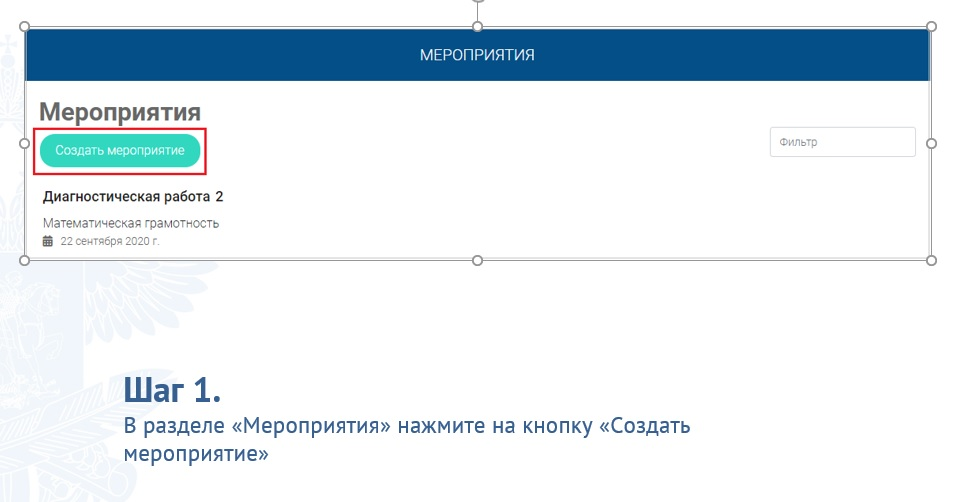 МЕРОПРИЯТИЯ
Мероприятия
Создать мероприятие
Фильтр
Диагностическая работа 2
Математическая грамотность
22 сентября 2020 г.
Шаг 1.
В разделе «Мероприятия» нажмите на кнопку «Создать
мероприятие»